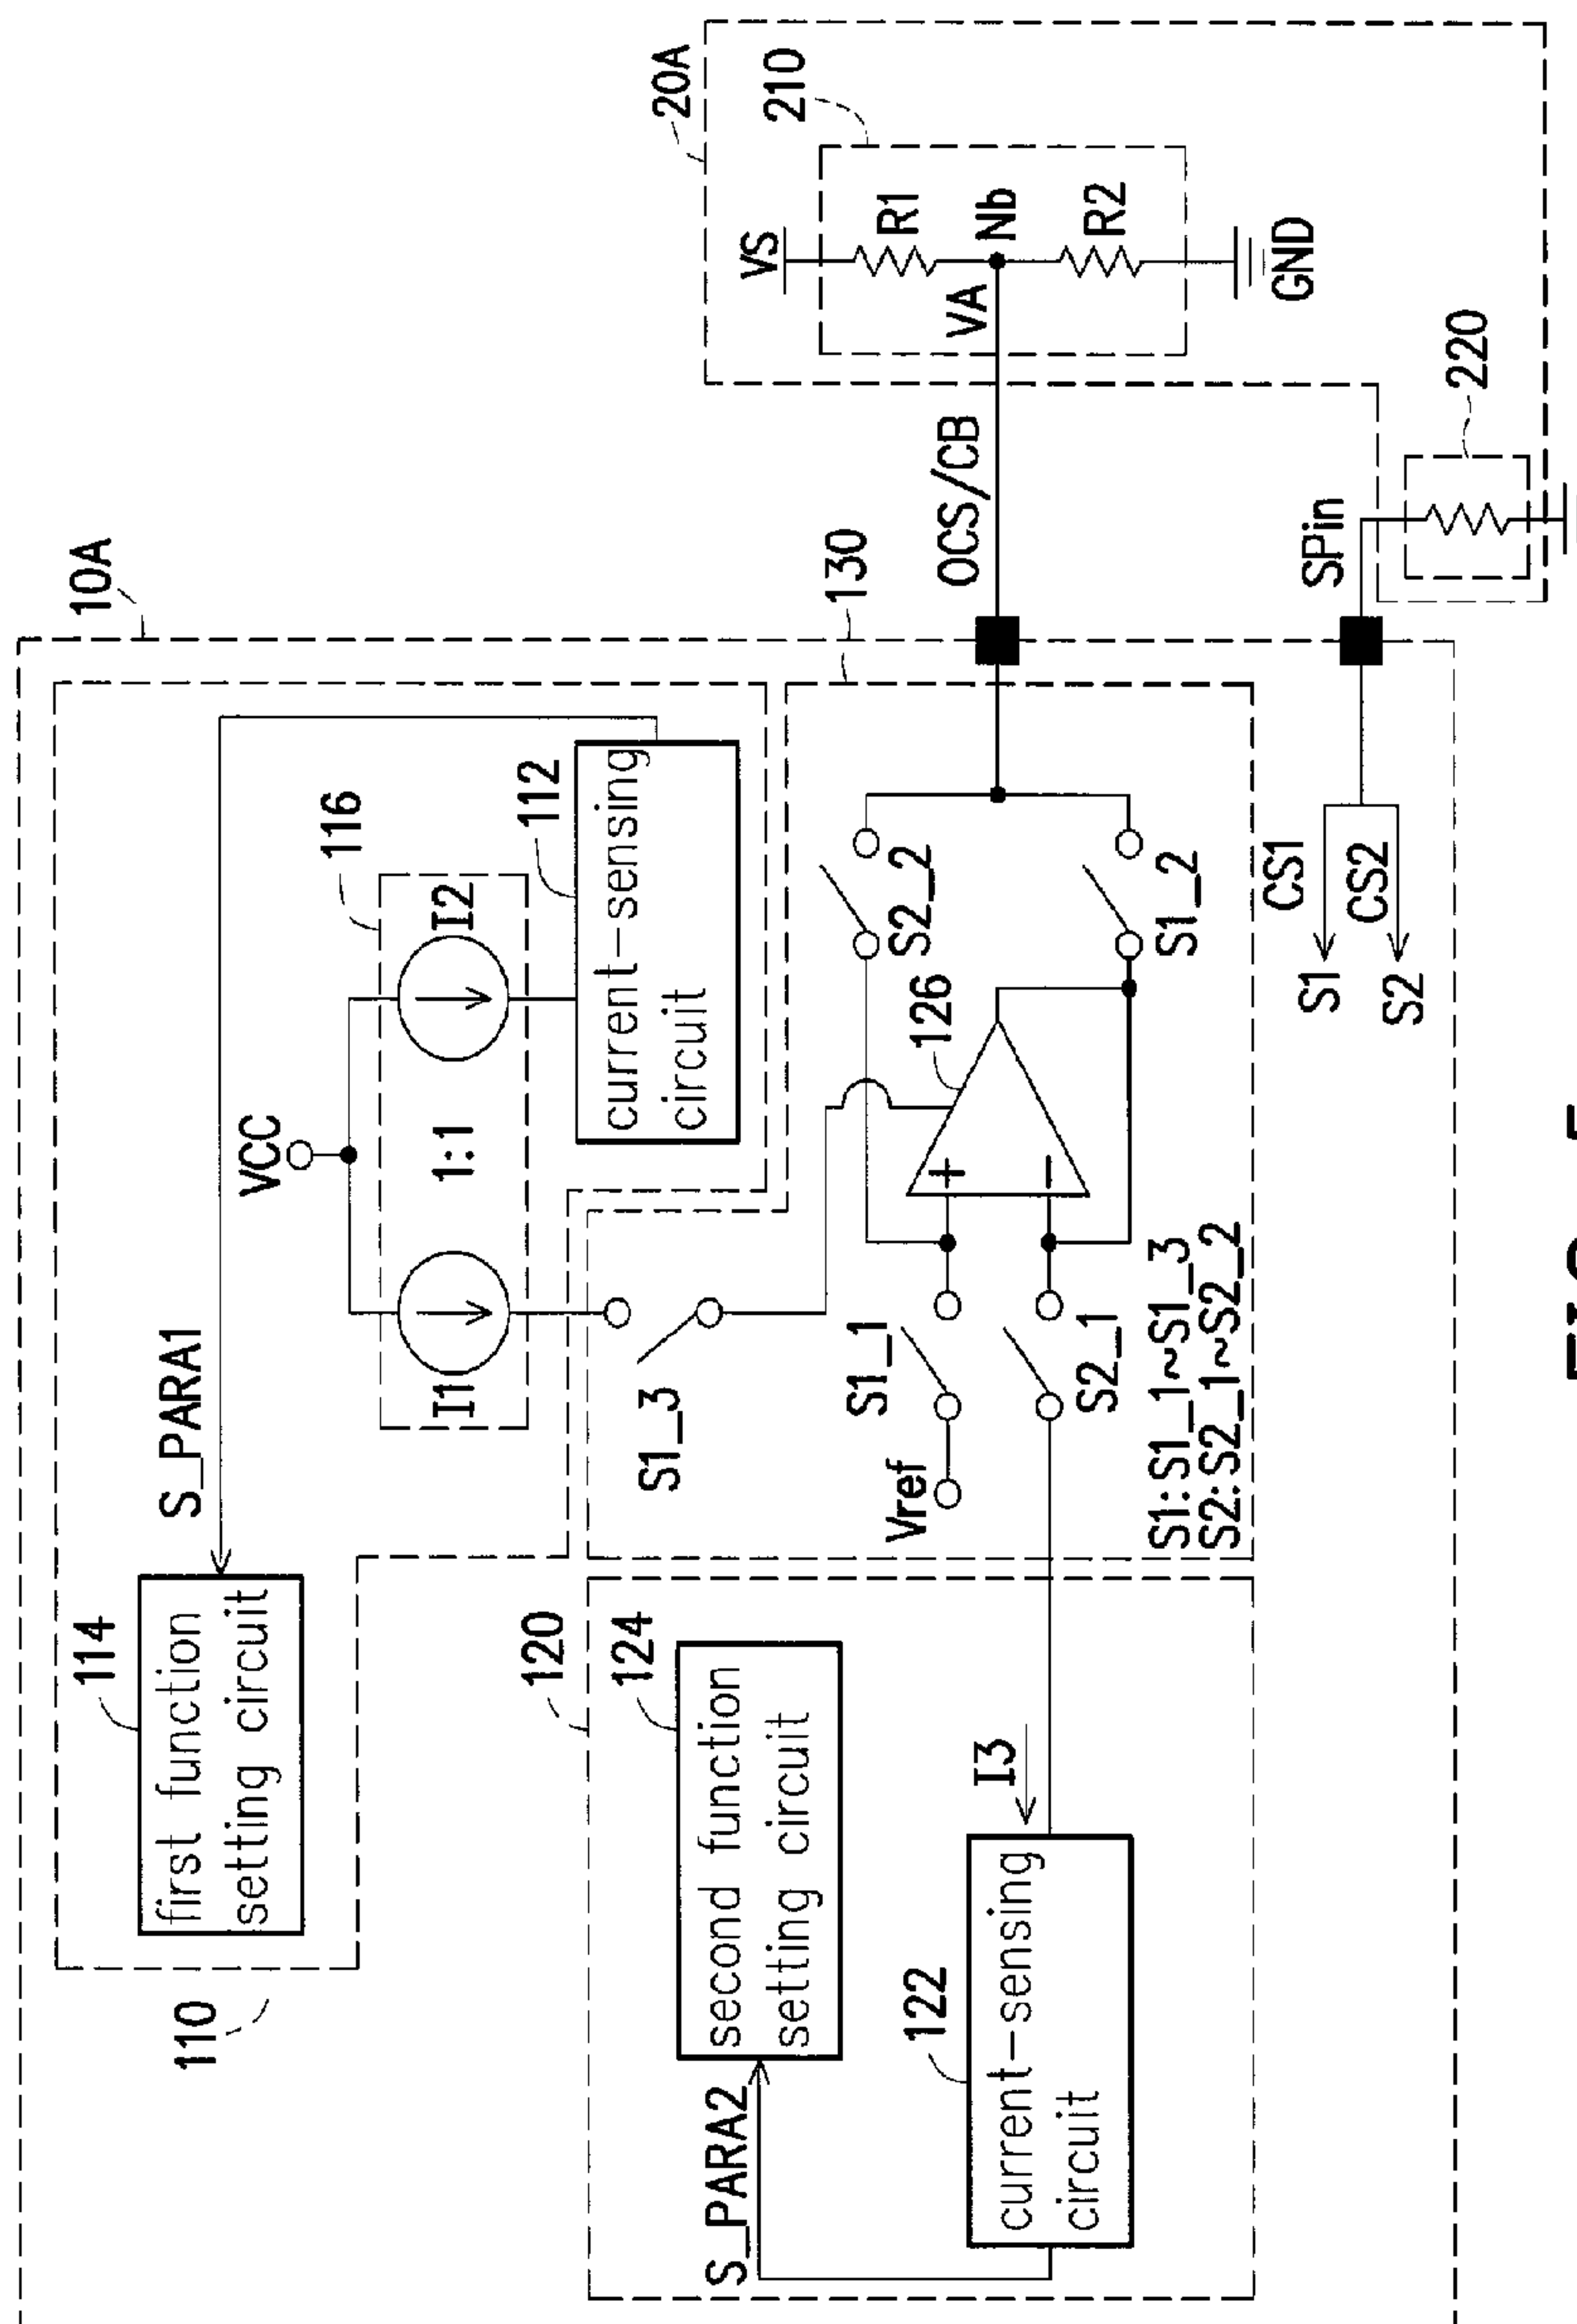 10A
110
114
first function
setting circuit
S_PARA1
VCC
116
I1
1:1
I2
112
current-sensing
circuit
120
124
second function
setting circuit
S_PARA2
122
current-sensing
circuit
I3
130
S1_3
S1_1
Vref
S2_1
126
+
−
S2_2
S1_2
S1:S1_1~S1_3
S2:S2_1~S2_2
OCS/CB
20A
210
VS
R1
VA
Nb
R2
GND
S1
CS1
CS2
S2
SPin
220